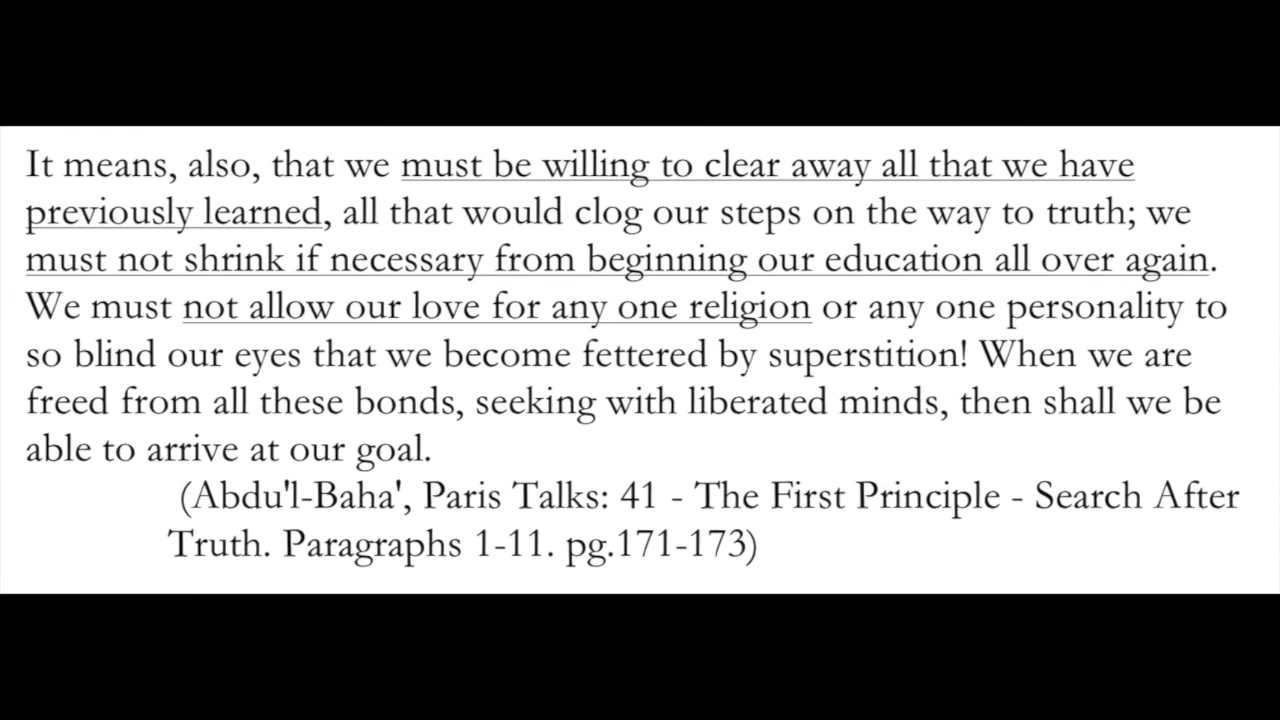 It means, also, that we must be willing to clear away all that we have
previously learned, all that would clog our steps on the way to truth; we
must not shrink if necessary from beginning our education all over again.
We must not allow our love for any one religion or any one personality to
so blind our eyes that we become fettered by superstition! When we are
freed from all these bonds, seeking with liberated minds, then shall we be
able to arrive at our goal.
(Abdu'l-Baha', Paris Talks: 41 - The First Principle - Search After
Truth. Paragraphs 1-11. pg.171-173)